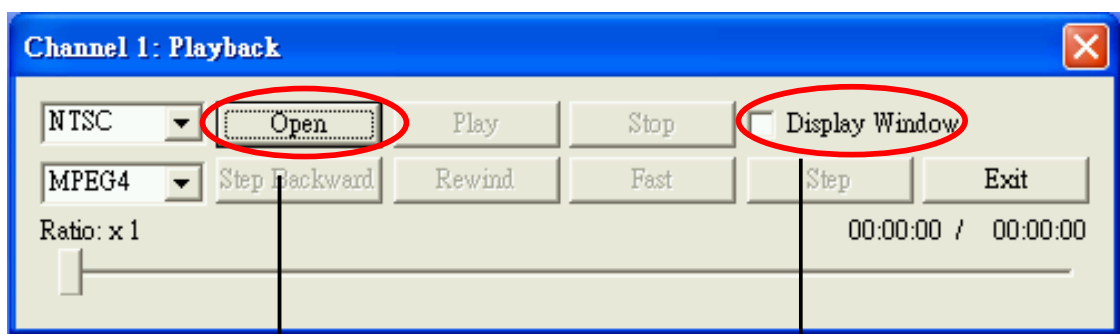 Channel 1: Playback
NTSC Open Play Stop Display Window
MPEG4 Step Backward Rewind Fast Step Exit
Ratio: x 1 00:00:00 / 00:00:00